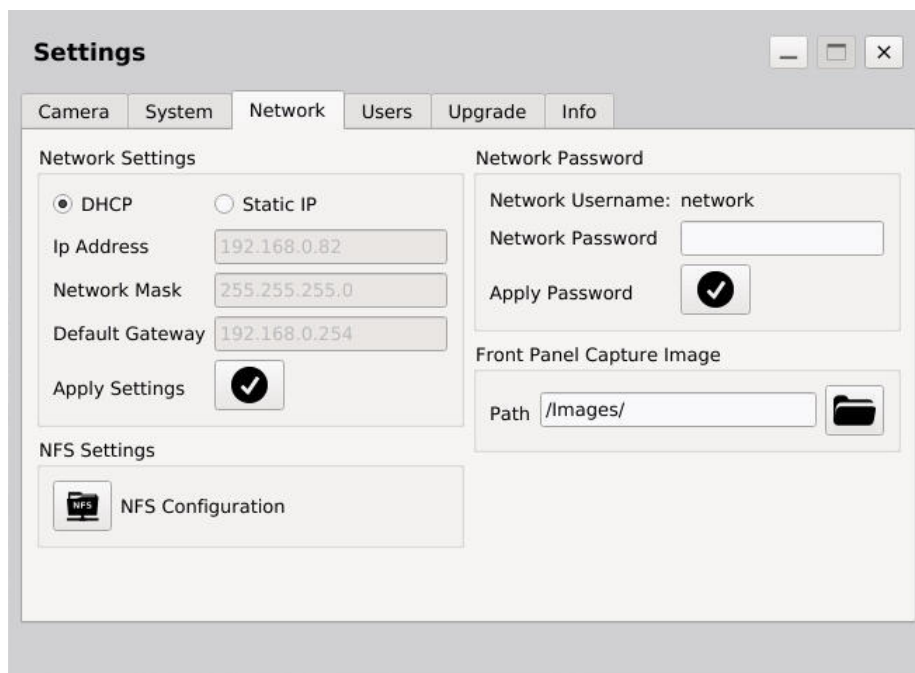 Settings
Camera System Network Users Upgrade Info
Network Settings
DHCP Static IP
Ip Address 192.168.0.82
Network Mask 255.255.255.0
Default Gateway 192.168.0.254
Apply Settings
NFS Settings
NFS NFS Configuration
Network Password
Network Username: network
Network Password
Apply Password
Front Panel Capture Image
Path /Images/